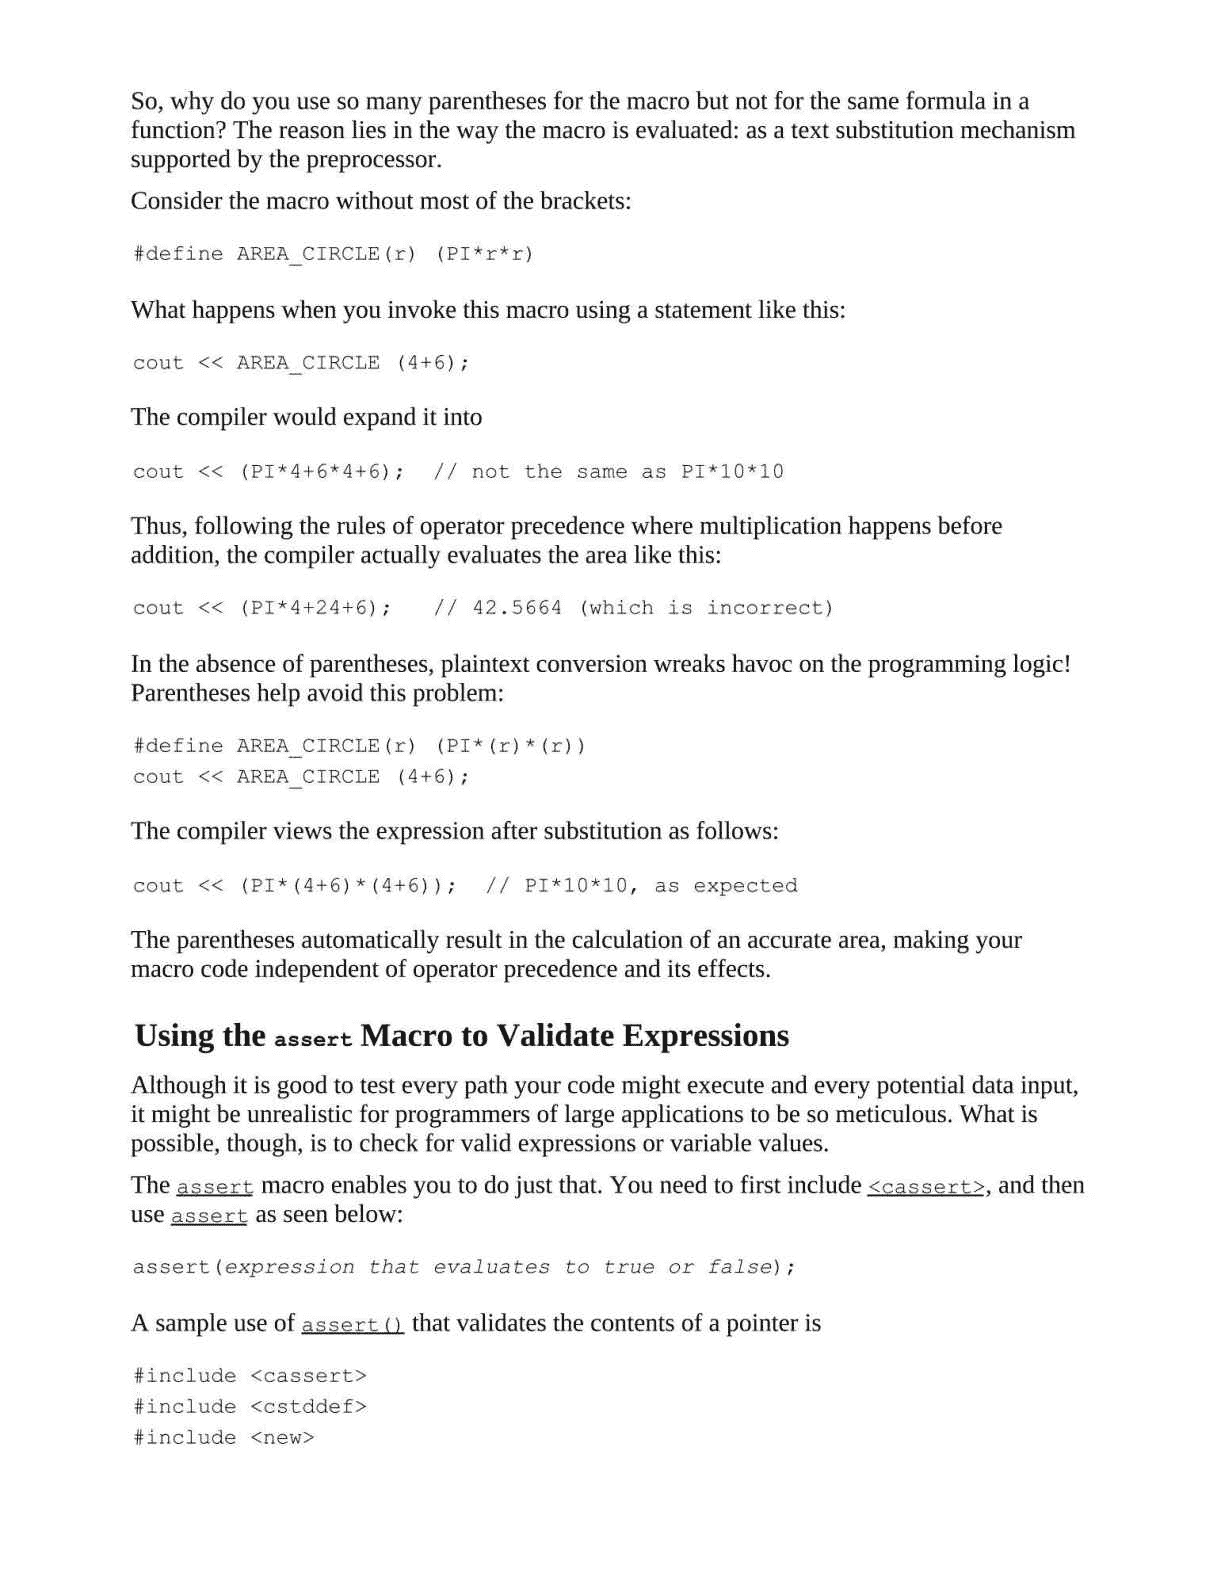 So, why do you use so many parentheses for the macro but not for the same formula in a
function? The reason lies in the way the macro is evaluated: as a text substitution mechanism
supported by the preprocessor.
Consider the macro without most of the brackets:
#define AREA_CIRCLE(r) (PI*r*r)
What happens when you invoke this macro using a statement like this:
cout << AREA_CIRCLE (4+6);
The compiler would expand it into
cout << (PI*4+6*4+6);  // not the same as PI*10*10
Thus, following the rules of operator precedence where multiplication happens before
addition, the compiler actually evaluates the area like this:
cout << (PI*4+24+6);   // 42.5664 (which is incorrect)
In the absence of parentheses, plaintext conversion wreaks havoc on the programming logic!
Parentheses help avoid this problem:
#define AREA_CIRCLE(r) (PI*(r)*(r))
cout << AREA_CIRCLE (4+6);
The compiler views the expression after substitution as follows:
cout << (PI*(4+6)*(4+6));  // PI*10*10, as expected
The parentheses automatically result in the calculation of an accurate area, making your
macro code independent of operator precedence and its effects.
Using the assert Macro to Validate Expressions
Although it is good to test every path your code might execute and every potential data input,
it might be unrealistic for programmers of large applications to be so meticulous. What is
possible, though, is to check for valid expressions or variable values.
The assert macro enables you to do just that. You need to first include <cassert>, and then
use assert as seen below:
assert(expression that evaluates to true or false);
A sample use of assert() that validates the contents of a pointer is
#include <cassert>
#include <cstddef>
#include <new>